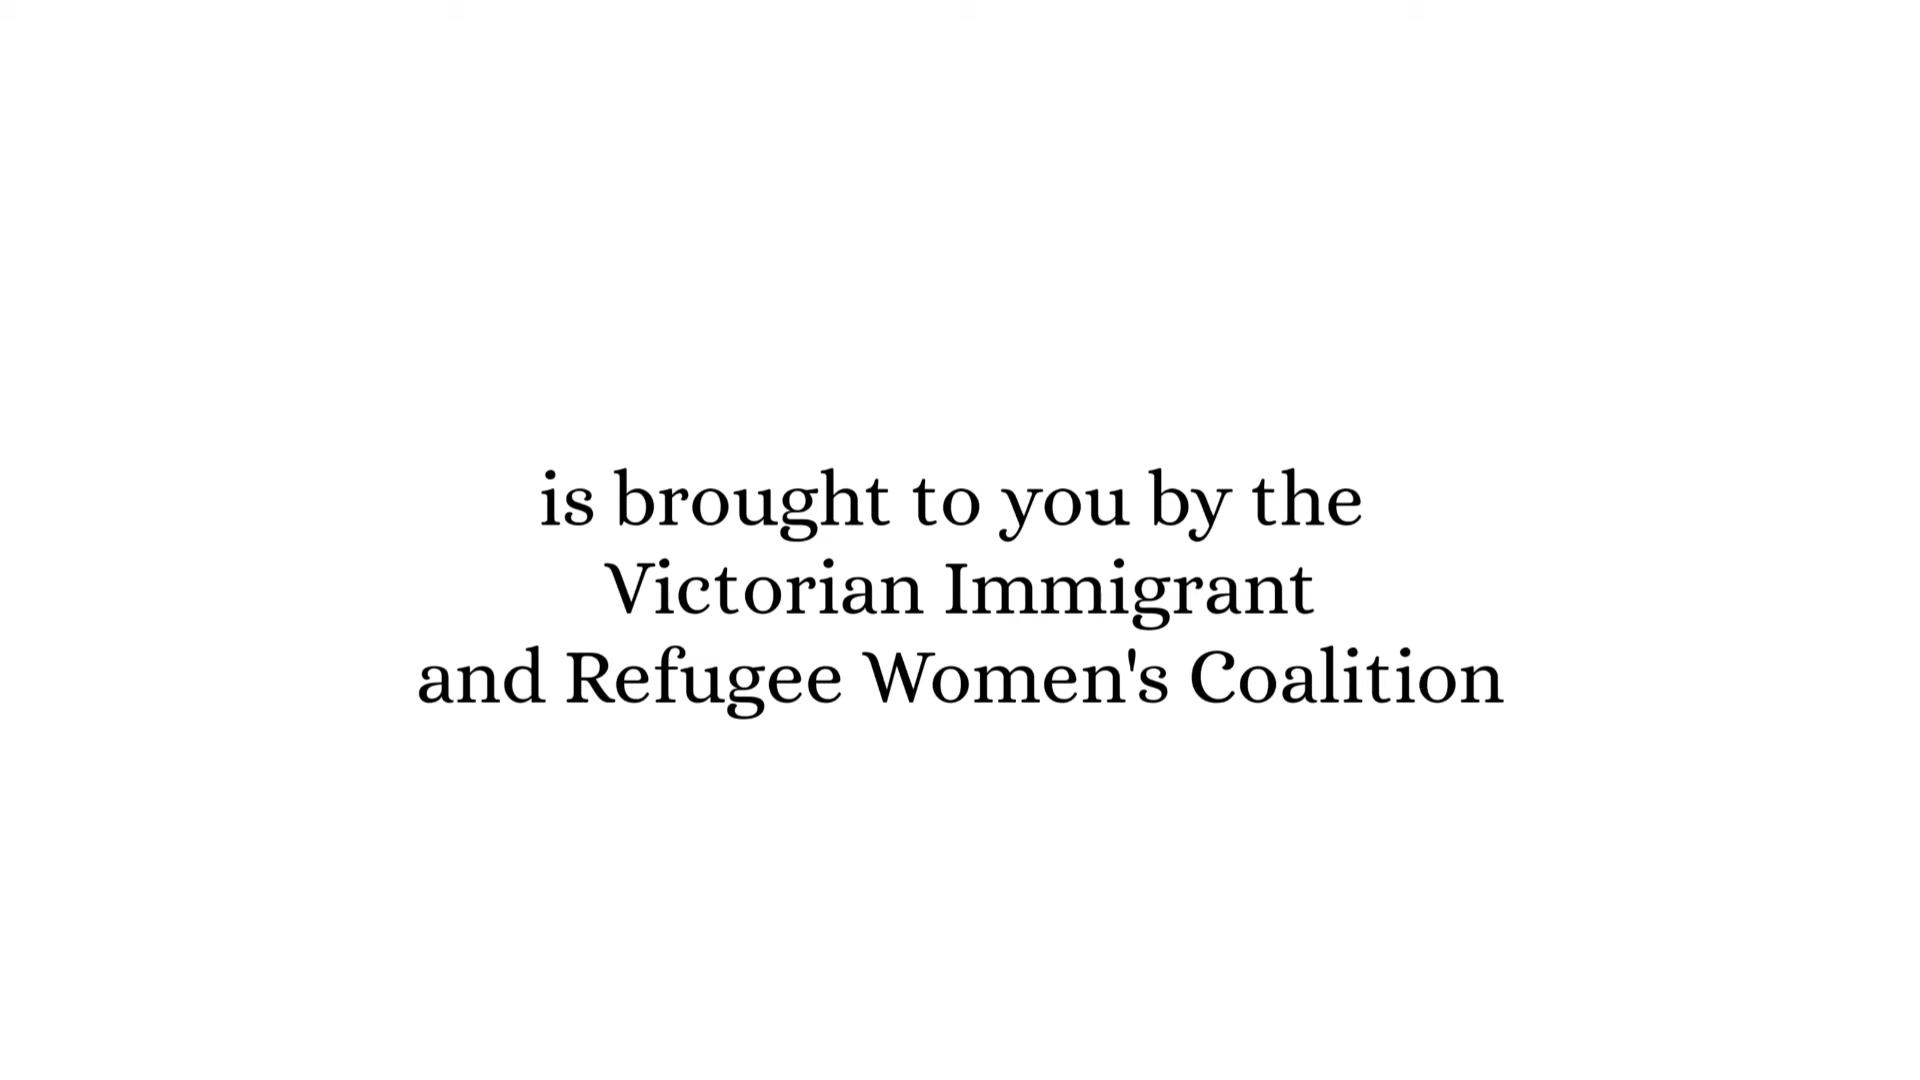 is brought to you by the
Victorian Immigrant
and Refugee Women's Coalition